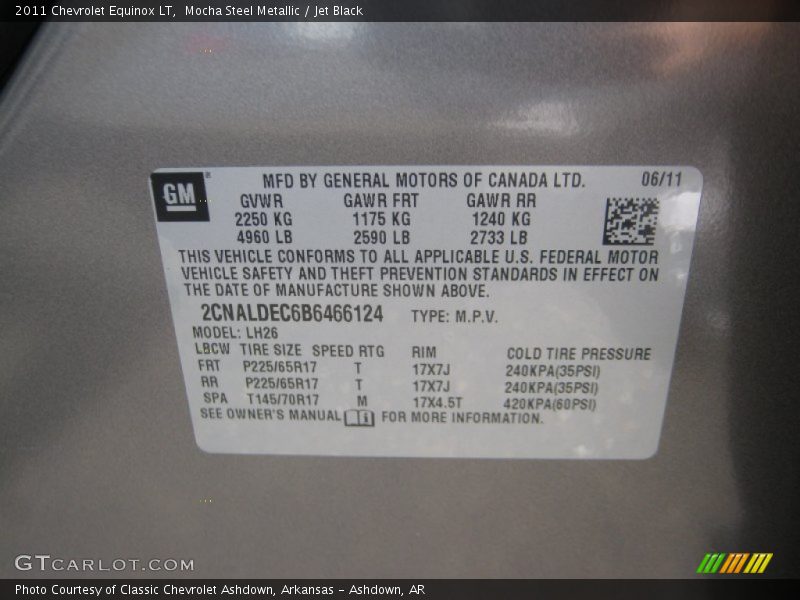 2011 Chevrolet Equinox LT, Mocha Steel Metallic / Jet Black
GM
MFD BY GENERAL MOTORS OF CANADA LTD. 06/11
GVWR GAWR FRT GAWR RR
2250 KG 1175 KG 1240 KG
4960 LB 2590 LB 2733 LB
THIS VEHICLE CONFORMS TO ALL APPLICABLE U.S. FEDERAL MOTOR
VEHICLE SAFETY AND THEFT PREVENTION STANDARDS IN EFFECT ON
THE DATE OF MANUFACTURE SHOWN ABOVE.
2CNALDEC6B6466124 TYPE: M.P.V.
MODEL: LH26
LBCW TIRE SIZE SPEED RTG RIM COLD TIRE PRESSURE
FRT P225/65R17 T 17X7J 240KPA(35PSI)
RR P225/65R17 T 17X7J 240KPA(35PSI)
SPA T145/70R17 M 17X4.5T 420KPA(60PSI)
SEE OWNER'S MANUAL FOR MORE INFORMATION.
GTCARLOT.COM
Photo Courtesy of Classic Chevrolet Ashdown, Arkansas - Ashdown, AR